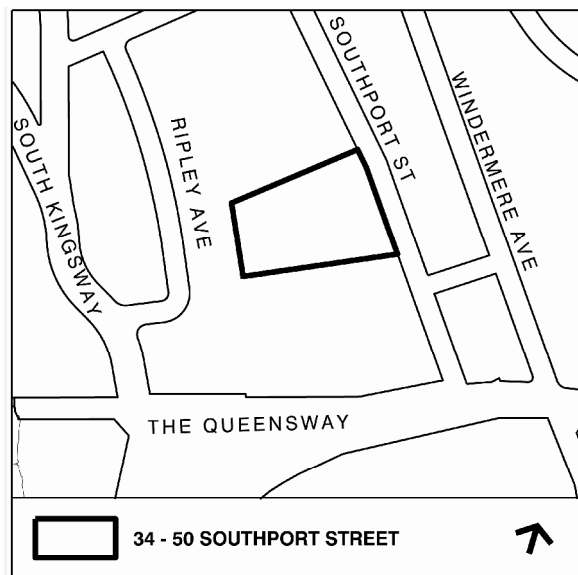 SOUTHPORT ST
WINDERMERE AVE
RIPLEY AVE
SOUTH KINGSWAY
THE QUEENSWAY
34 - 50 SOUTHPORT STREET